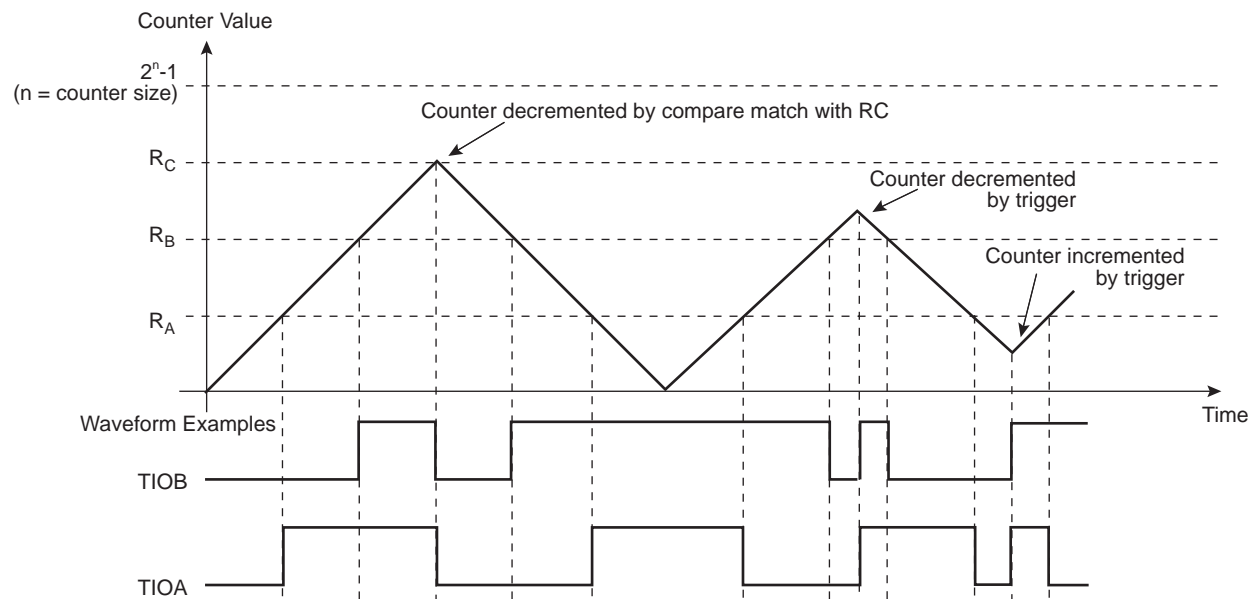 Counter Value
2ⁿ-1
(n = counter size)
Counter decremented by compare match with RC
R_C
Counter decremented
by trigger
R_B
Counter incremented
by trigger
R_A
Time
Waveform Examples
TIOB
TIOA